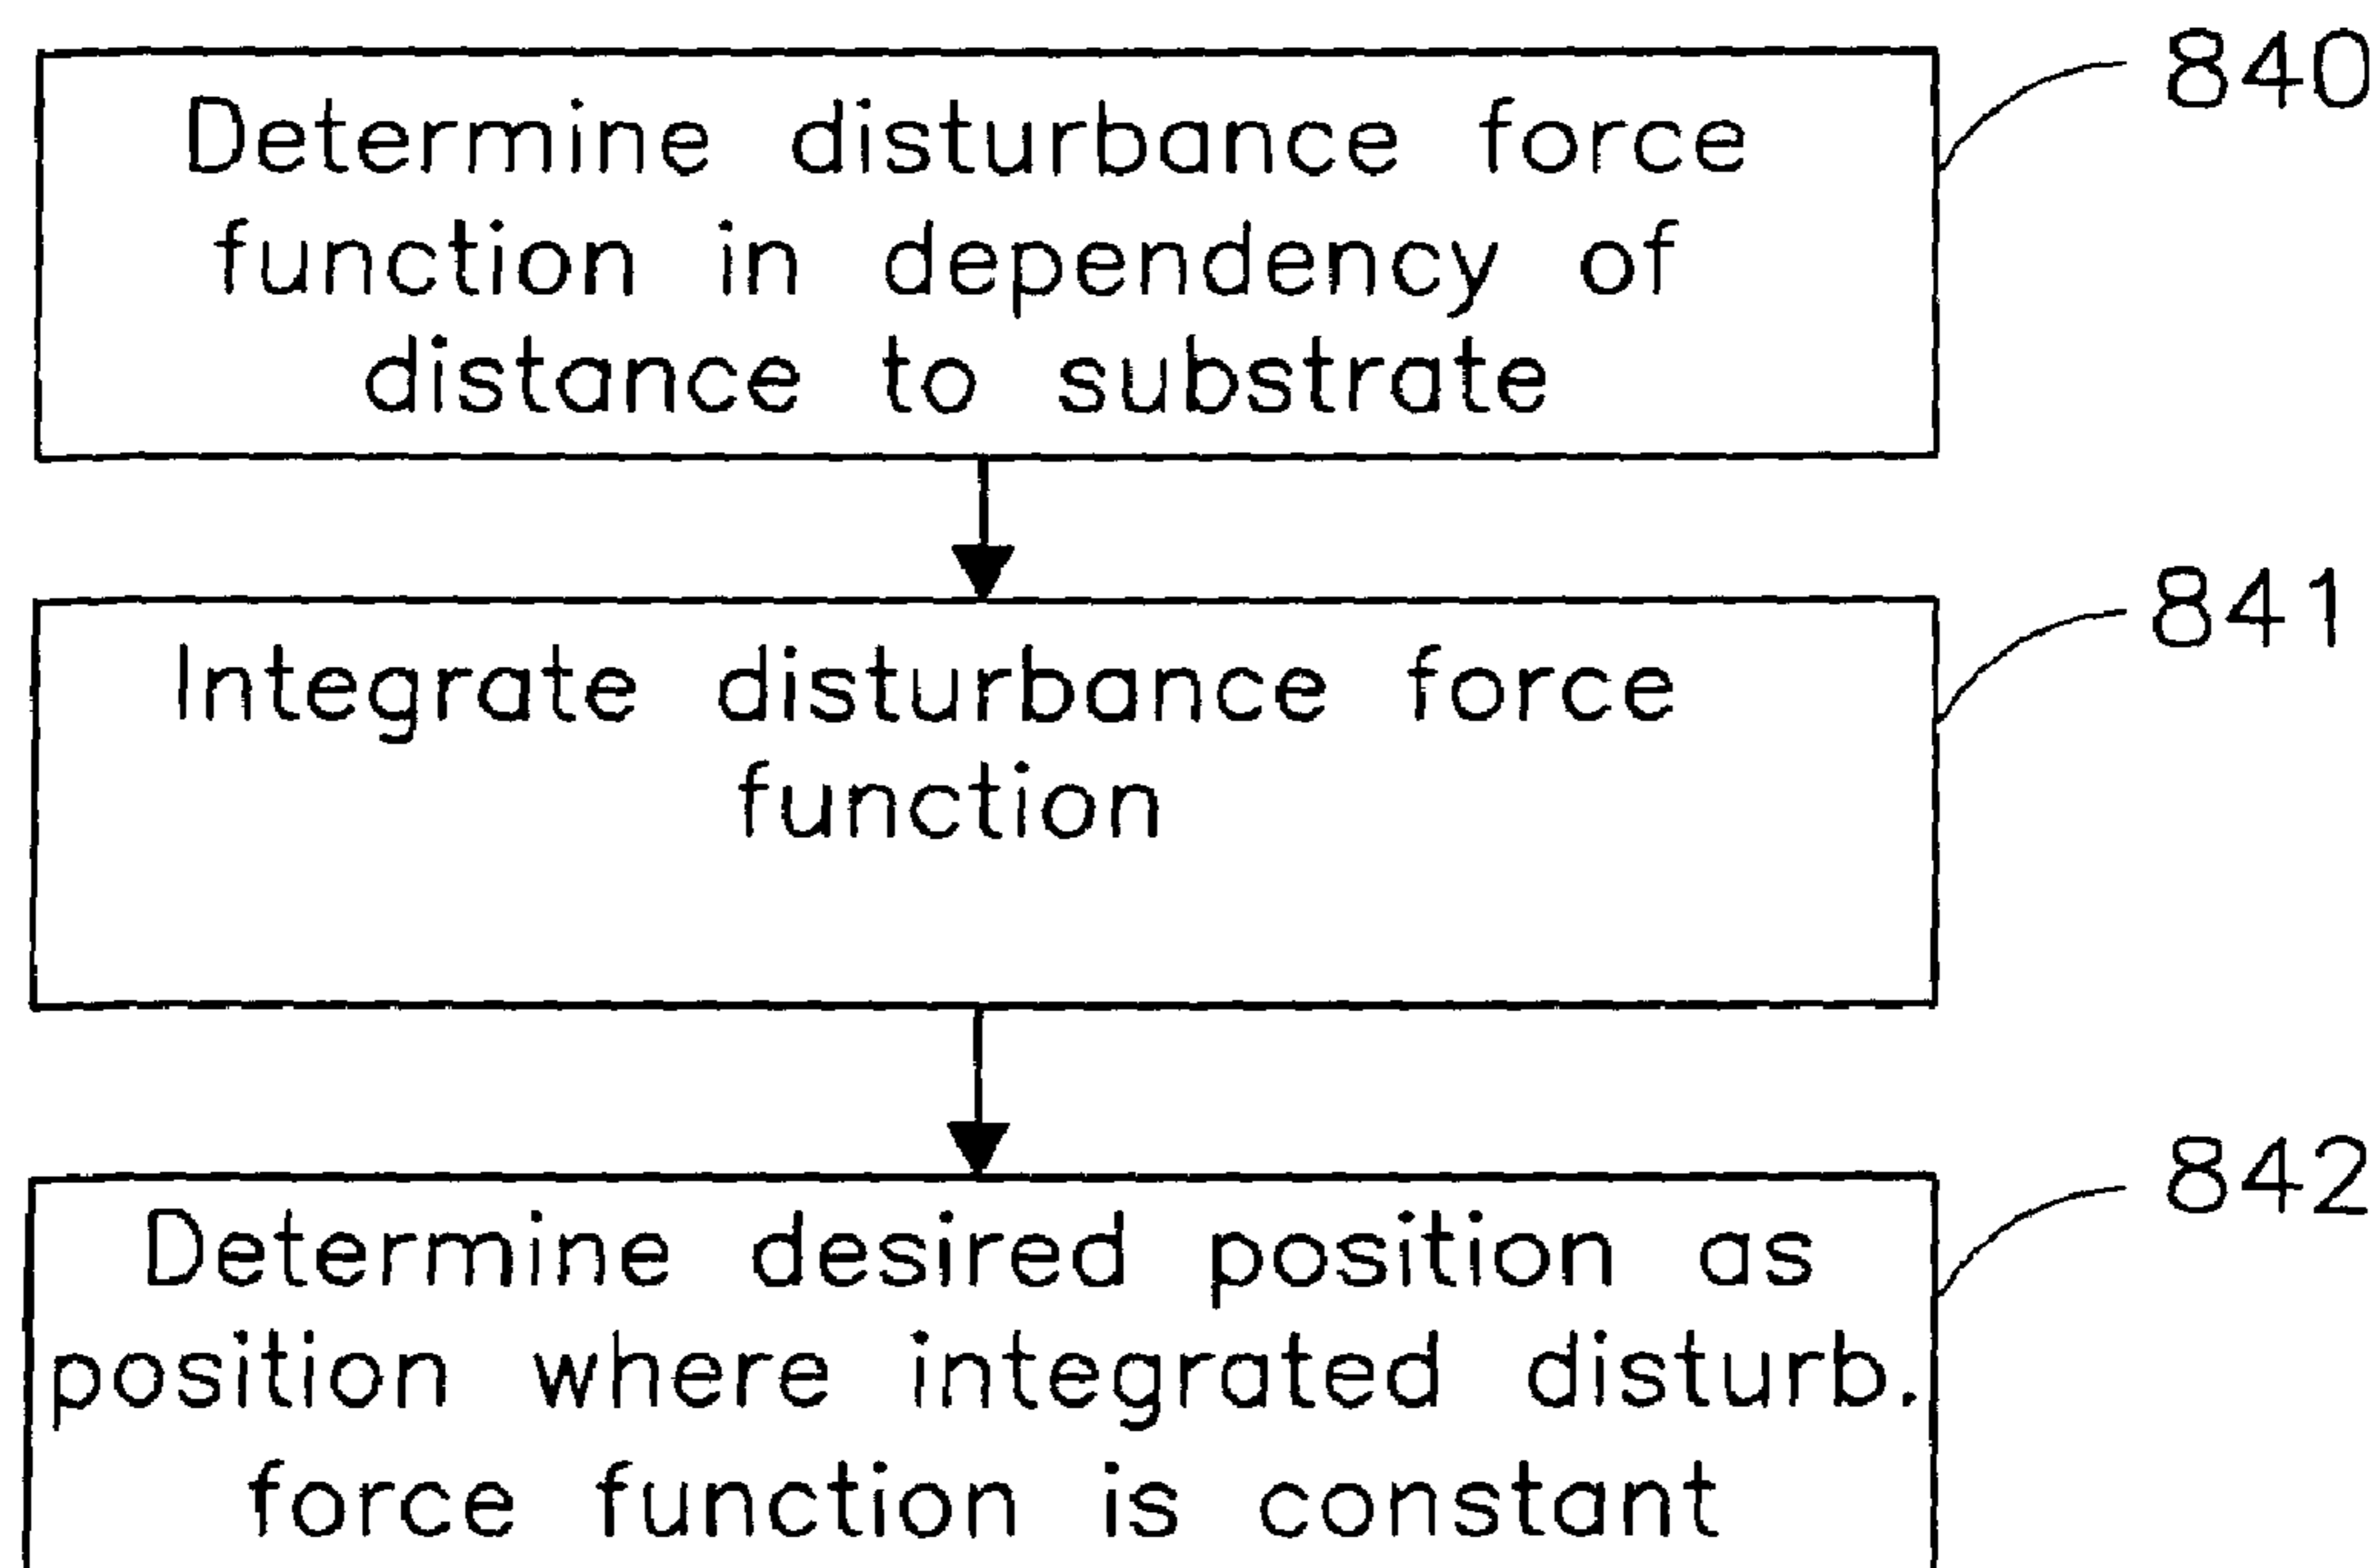 840
Determine disturbance force
function in dependency of
distance to substrate
841
Integrate disturbance force
function
842
Determine desired position as
position where integrated disturb.
force function is constant